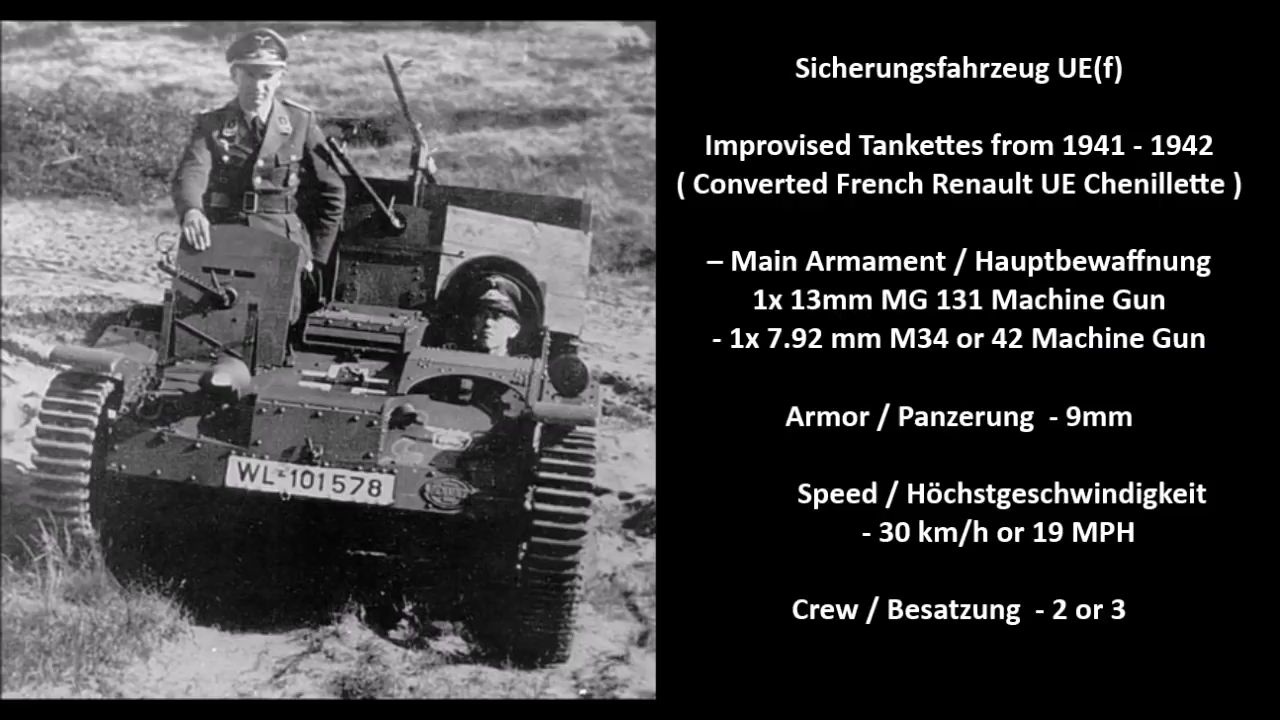 Sicherungsfahrzeug UE(f)
Improvised Tankettes from 1941 - 1942
( Converted French Renault UE Chenillette )
– Main Armament / Hauptbewaffnung
1x 13mm MG 131 Machine Gun
- 1x 7.92 mm M34 or 42 Machine Gun
Armor / Panzerung - 9mm
Speed / Höchstgeschwindigkeit
- 30 km/h or 19 MPH
Crew / Besatzung - 2 or 3
WL-101578